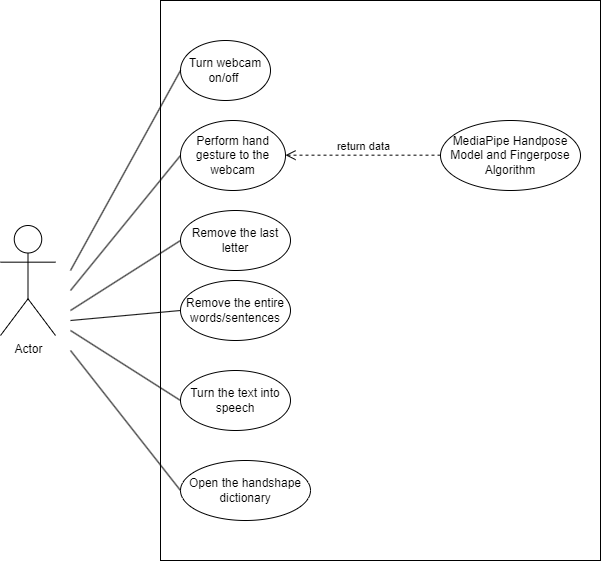 Turn webcam
on/off
Perform hand
gesture to the
webcam
return data
MediaPipe Handpose
Model and Fingerpose
Algorithm
Remove the last
letter
Remove the entire
words/sentences
Actor
Turn the text into
speech
Open the handshape
dictionary